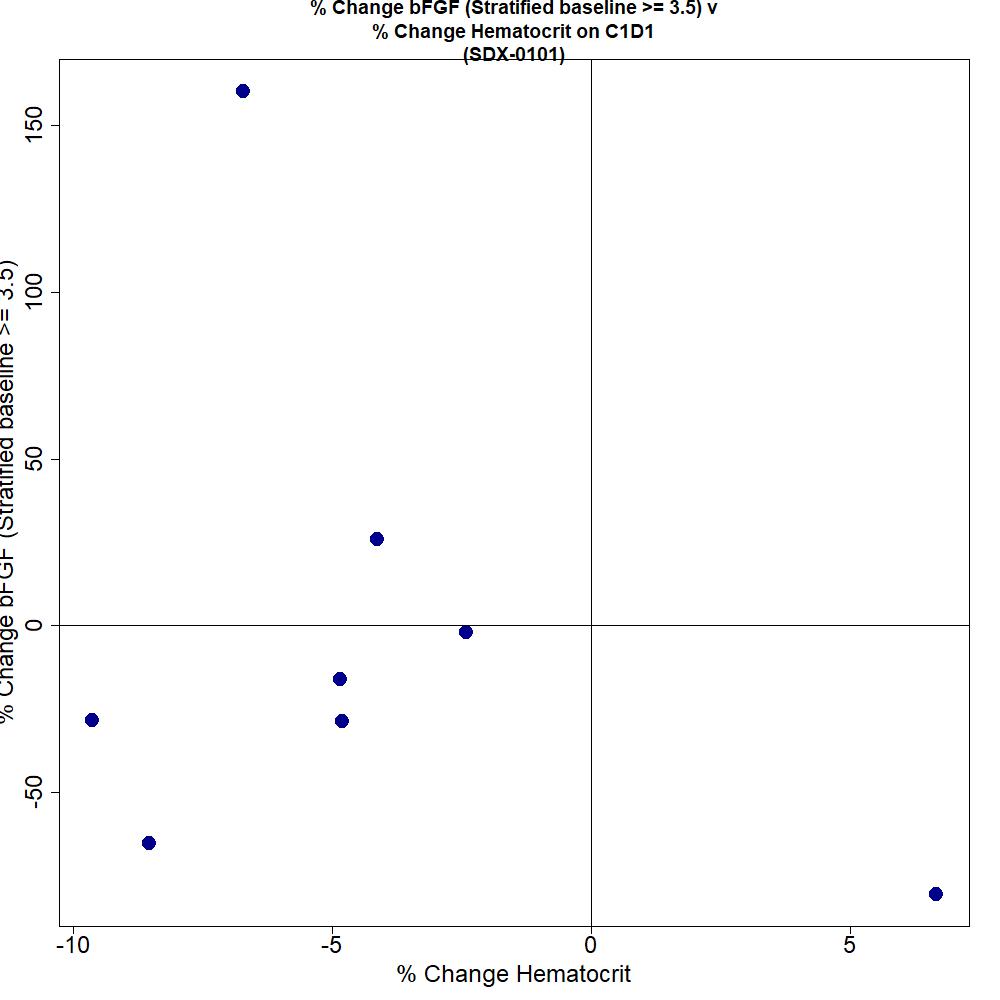 % Change bFGF (Stratified baseline >= 3.5) v
% Change Hematocrit on C1D1
(SDX-0101)
% Change bFGF (Stratified baseline >= 3.5)
150
100
50
0
-50
-10
-5
0
5
% Change Hematocrit